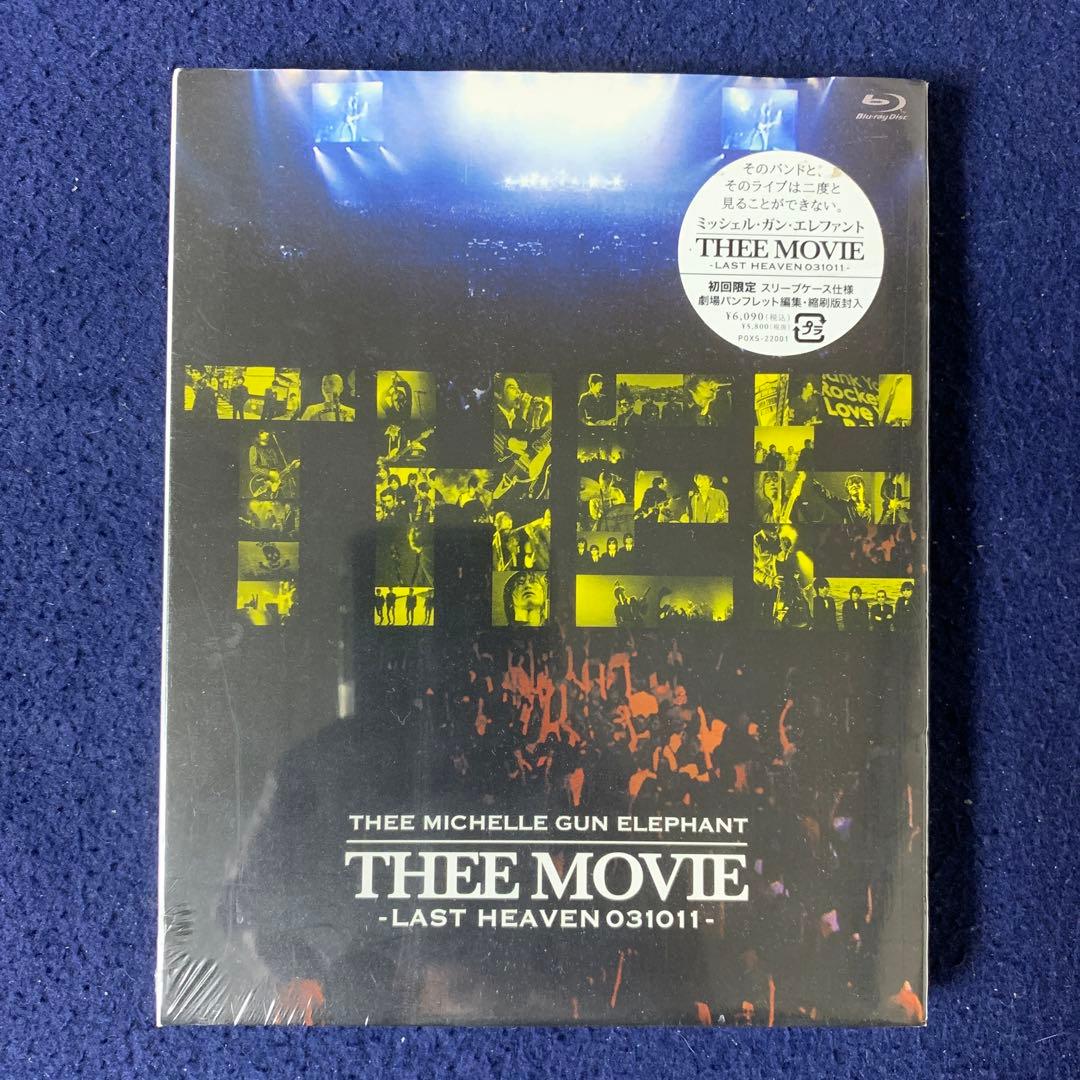 Blu-ray Disc
そのバンドと、
そのライブは二度と
見ることができない。
ミッシェル・ガン・エレファント
THEE MOVIE
-LAST HEAVEN 031011-
初回限定 スリーブケース仕様
劇場パンフレット編集・縮刷版封入
¥6,090(税込)
¥5,800(税抜)
プラ
POXS-22001
THEE
Rocket
Love
THEE MICHELLE GUN ELEPHANT
THEE MOVIE
-LAST HEAVEN 031011-